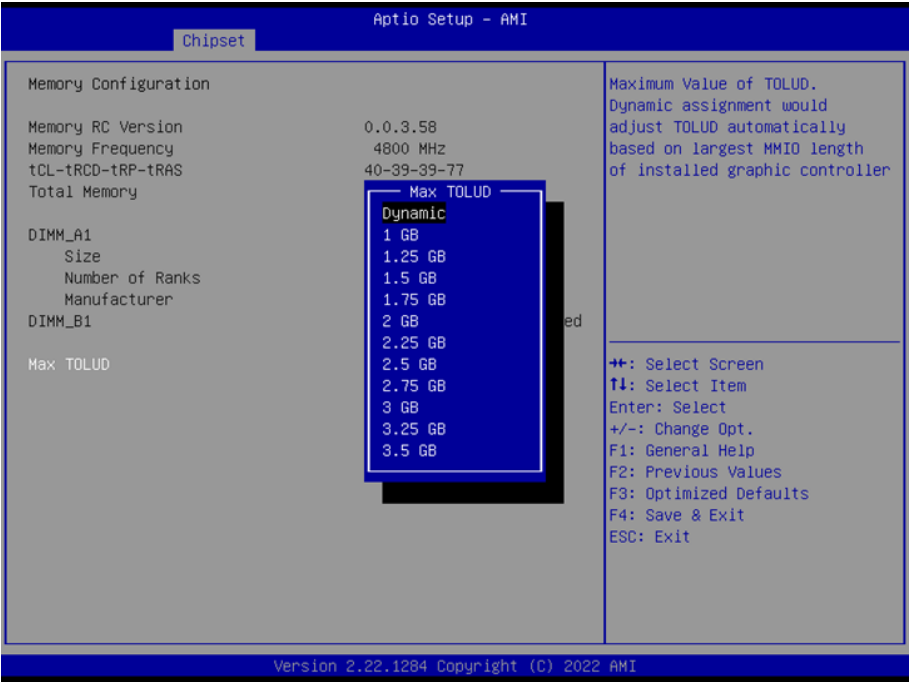 Aptio Setup – AMI
Chipset
Memory Configuration
Memory RC Version 0.0.3.58
Memory Frequency 4800 MHz
tCL-tRCD-tRP-tRAS 40-39-39-77
Total Memory
DIMM_A1
Size
Number of Ranks
Manufacturer
DIMM_B1 ed
Max TOLUD
Max TOLUD
Dynamic
1 GB
1.25 GB
1.5 GB
1.75 GB
2 GB
2.25 GB
2.5 GB
2.75 GB
3 GB
3.25 GB
3.5 GB
Maximum Value of TOLUD.
Dynamic assignment would
adjust TOLUD automatically
based on largest MMIO length
of installed graphic controller
→←: Select Screen
↑↓: Select Item
Enter: Select
+/-: Change Opt.
F1: General Help
F2: Previous Values
F3: Optimized Defaults
F4: Save & Exit
ESC: Exit
Version 2.22.1284 Copyright (C) 2022 AMI